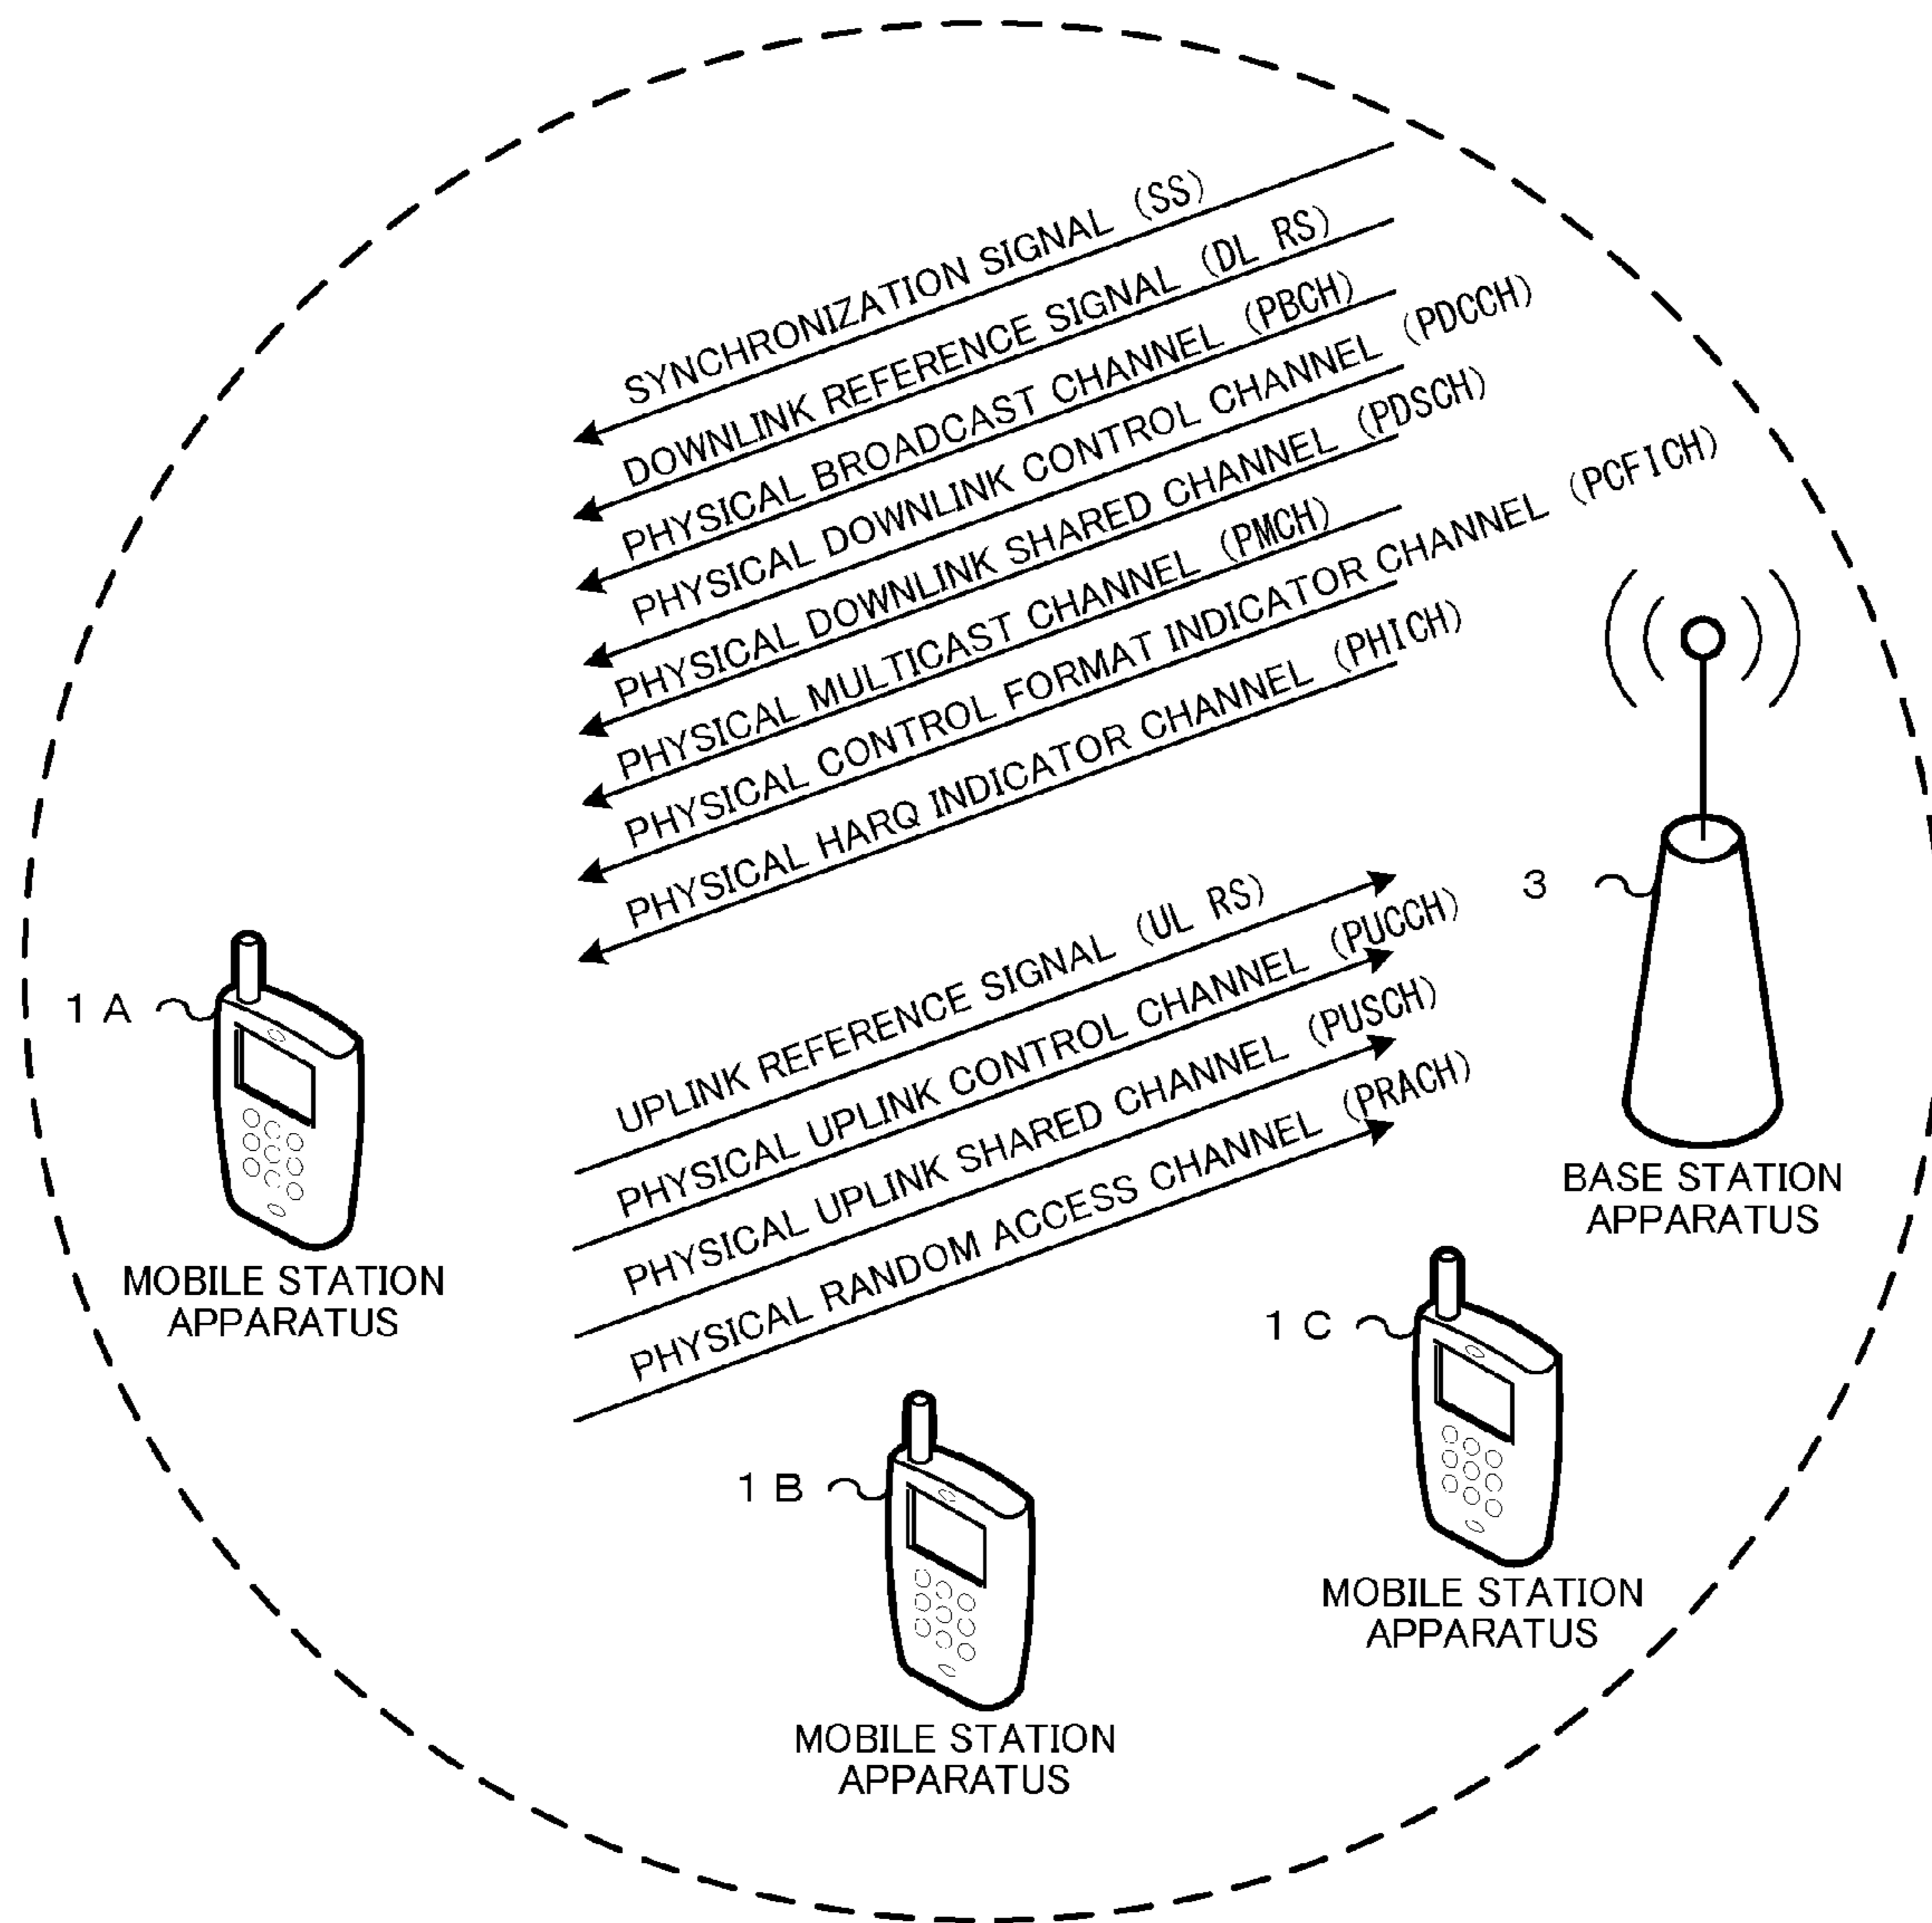 SYNCHRONIZATION SIGNAL (SS)
DOWNLINK REFERENCE SIGNAL (DL RS)
PHYSICAL BROADCAST CHANNEL (PBCH)
PHYSICAL DOWNLINK CONTROL CHANNEL (PDCCH)
PHYSICAL DOWNLINK SHARED CHANNEL (PDSCH)
PHYSICAL MULTICAST CHANNEL (PMCH)
PHYSICAL CONTROL FORMAT INDICATOR CHANNEL (PCFICH)
PHYSICAL HARQ INDICATOR CHANNEL (PHICH)
UPLINK REFERENCE SIGNAL (UL RS)
PHYSICAL UPLINK CONTROL CHANNEL (PUCCH)
PHYSICAL UPLINK SHARED CHANNEL (PUSCH)
PHYSICAL RANDOM ACCESS CHANNEL (PRACH)
3
BASE STATION
APPARATUS
1A
MOBILE STATION
APPARATUS
1B
MOBILE STATION
APPARATUS
1C
MOBILE STATION
APPARATUS